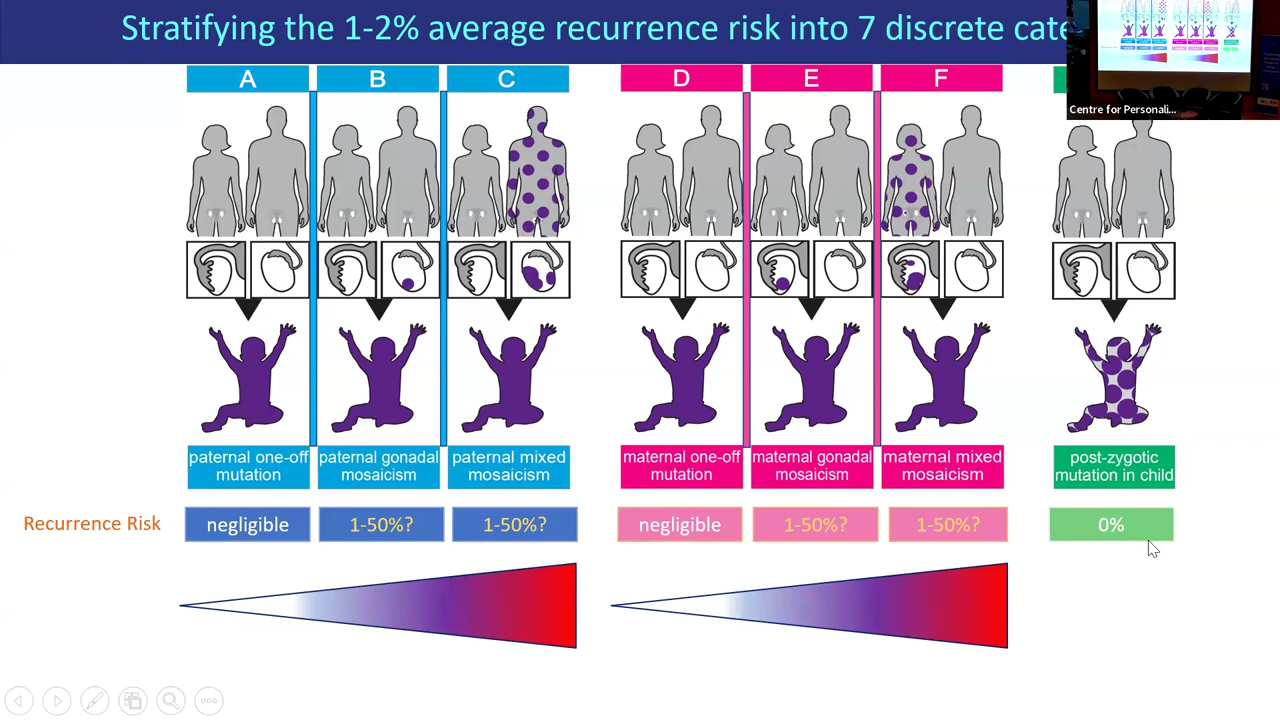 Stratifying the 1-2% average recurrence risk into 7 discrete
Centre for Personali...
A
B
C
D
E
F
paternal one-off
mutation
paternal gonadal
mosaicism
paternal mixed
mosaicism
maternal one-off
mutation
maternal gonadal
mosaicism
maternal mixed
mosaicism
post-zygotic
mutation in child
Recurrence Risk
negligible
1-50%?
1-50%?
negligible
1-50%?
1-50%?
0%